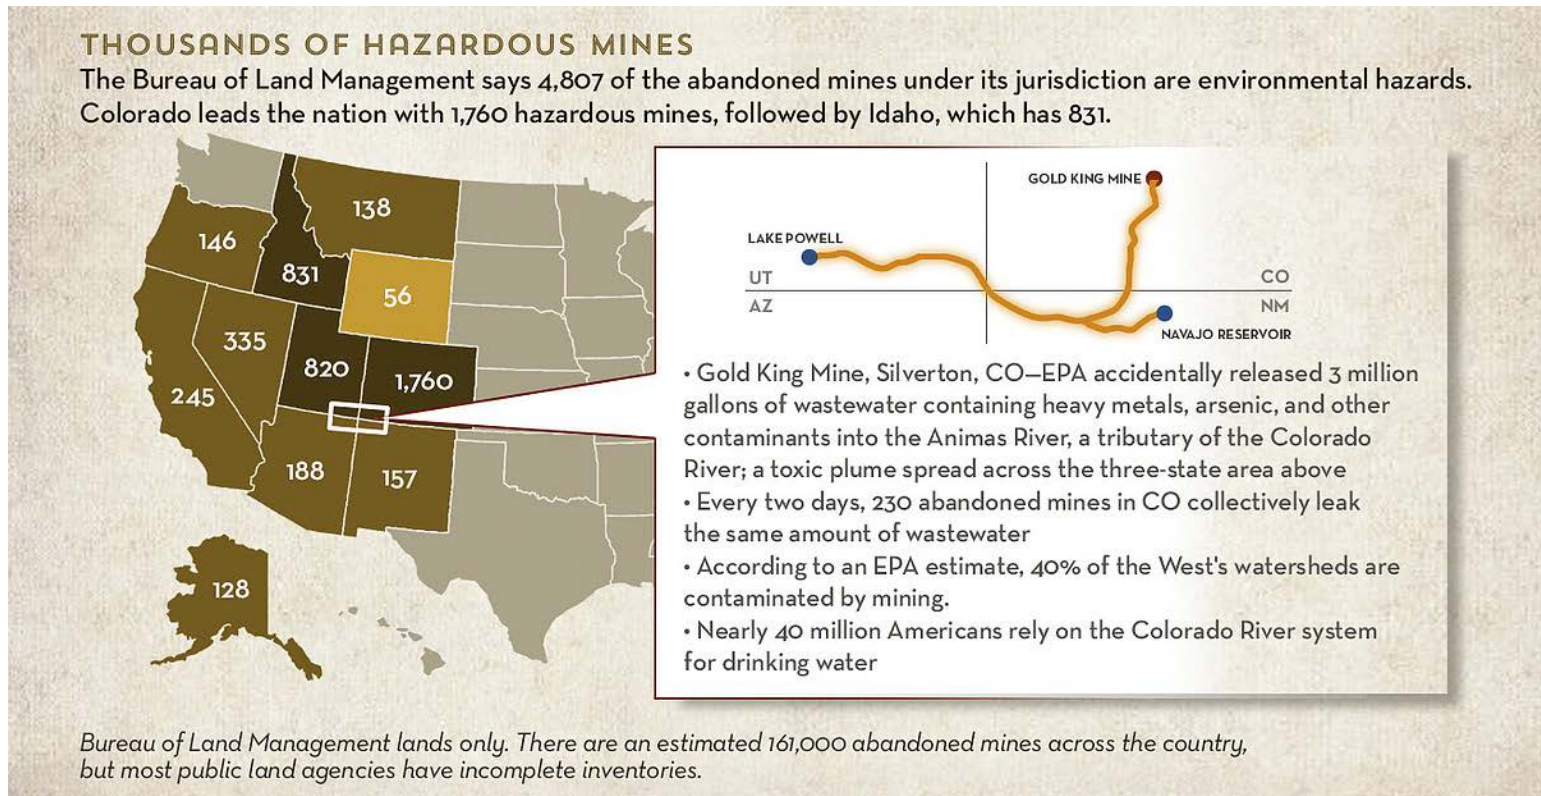 THOUSANDS OF HAZARDOUS MINES
The Bureau of Land Management says 4,807 of the abandoned mines under its jurisdiction are environmental hazards.
Colorado leads the nation with 1,760 hazardous mines, followed by Idaho, which has 831.
138
146
831
56
335
820
1,760
245
188
157
128
GOLD KING MINE
LAKE POWELL
UT
CO
AZ
NM
NAVAJO RESERVOIR
• Gold King Mine, Silverton, CO—EPA accidentally released 3 million
gallons of wastewater containing heavy metals, arsenic, and other
contaminants into the Animas River, a tributary of the Colorado
River; a toxic plume spread across the three-state area above
• Every two days, 230 abandoned mines in CO collectively leak
the same amount of wastewater
• According to an EPA estimate, 40% of the West's watersheds are
contaminated by mining.
• Nearly 40 million Americans rely on the Colorado River system
for drinking water
Bureau of Land Management lands only. There are an estimated 161,000 abandoned mines across the country,
but most public land agencies have incomplete inventories.